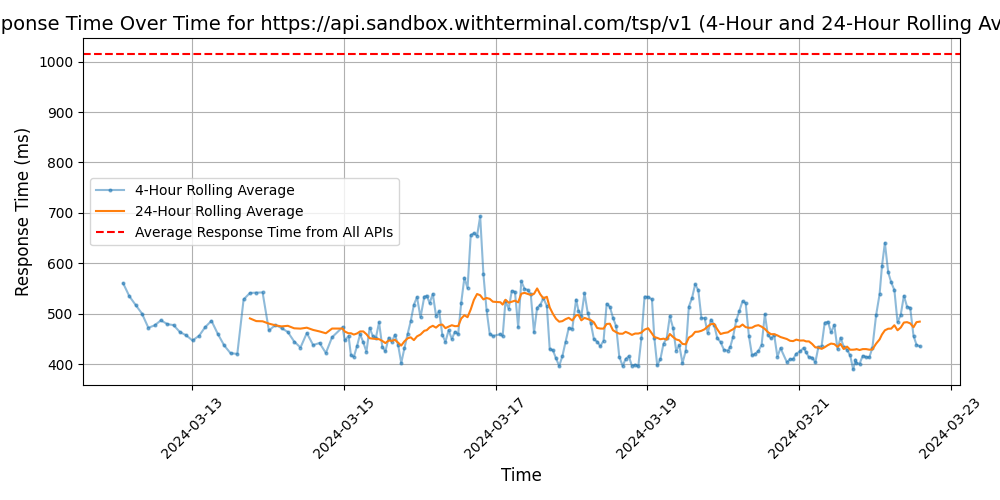 ponse Time Over Time for https://api.sandbox.withterminal.com/tsp/v1 (4-Hour and 24-Hour Rolling Av
Response Time (ms)
1000
900
800
700
600
500
400
4-Hour Rolling Average
24-Hour Rolling Average
Average Response Time from All APIs
2024-03-13
2024-03-15
2024-03-17
2024-03-19
2024-03-21
2024-03-23
Time